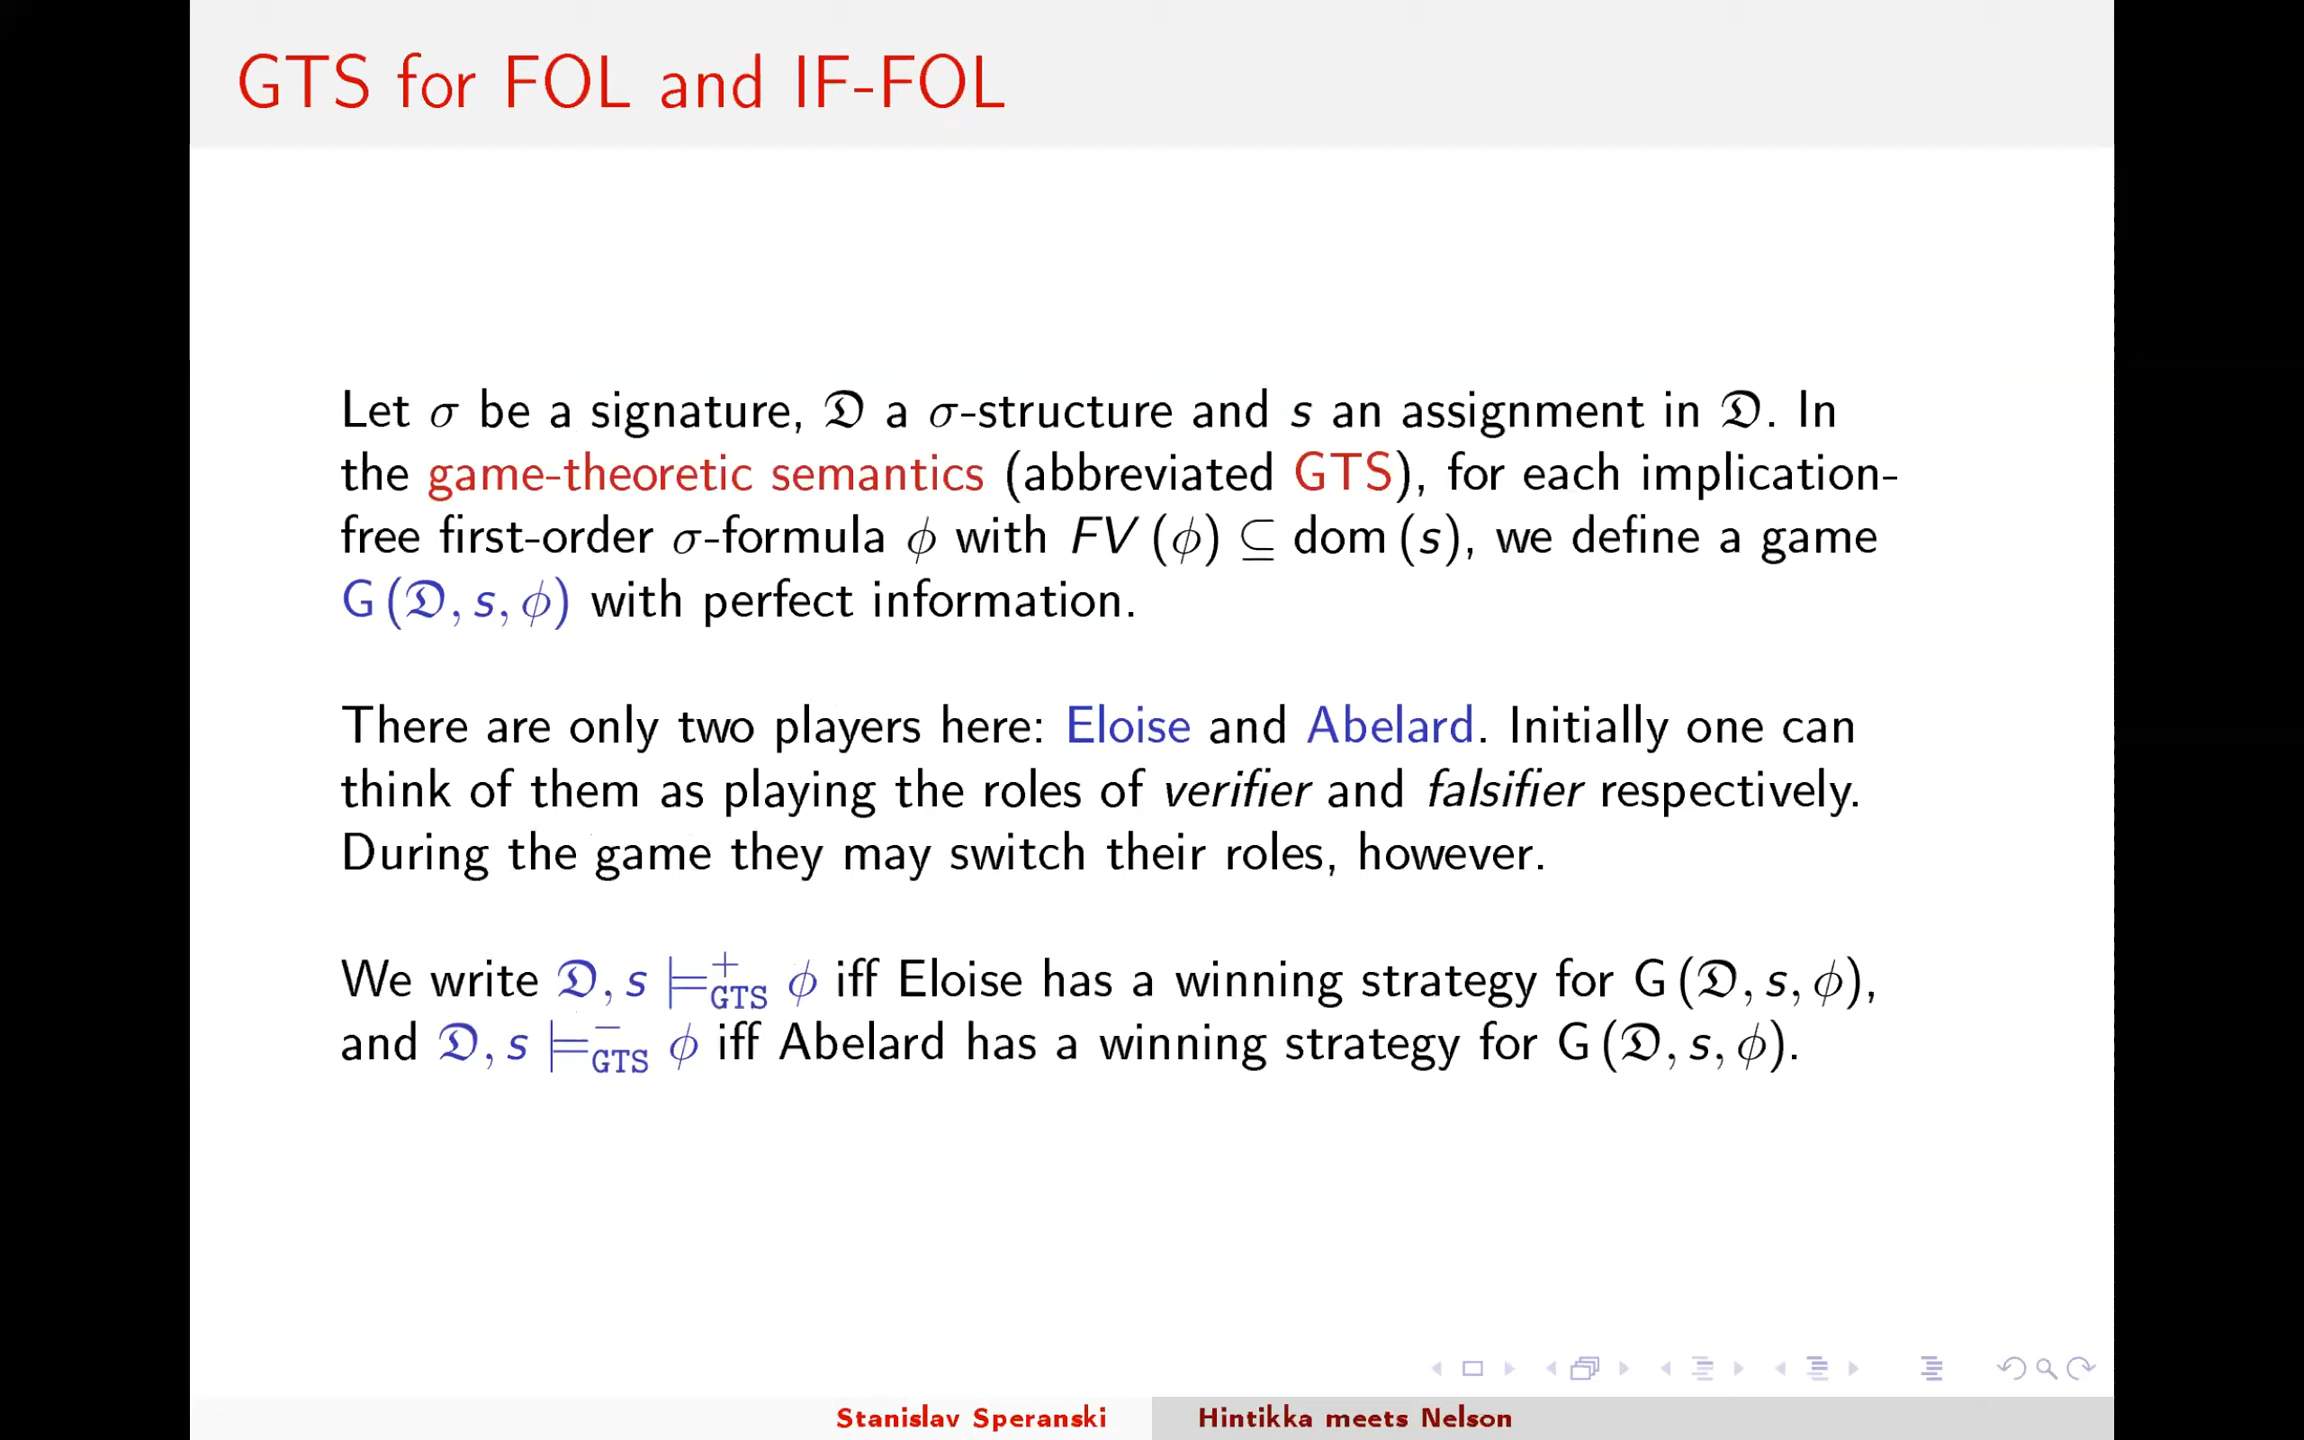 GTS for FOL and IF-FOL
Let σ be a signature, 𝔇 a σ-structure and s an assignment in 𝔇. In
the game-theoretic semantics (abbreviated GTS), for each implication-
free first-order σ-formula ϕ with FV (ϕ) ⊆ dom (s), we define a game
G (𝔇, s, ϕ) with perfect information.
There are only two players here: Eloise and Abelard. Initially one can
think of them as playing the roles of verifier and falsifier respectively.
During the game they may switch their roles, however.
We write 𝔇, s ⊨⁺_GTS ϕ iff Eloise has a winning strategy for G (𝔇, s, ϕ),
and 𝔇, s ⊨⁻_GTS ϕ iff Abelard has a winning strategy for G (𝔇, s, ϕ).
Stanislav Speranski Hintikka meets Nelson